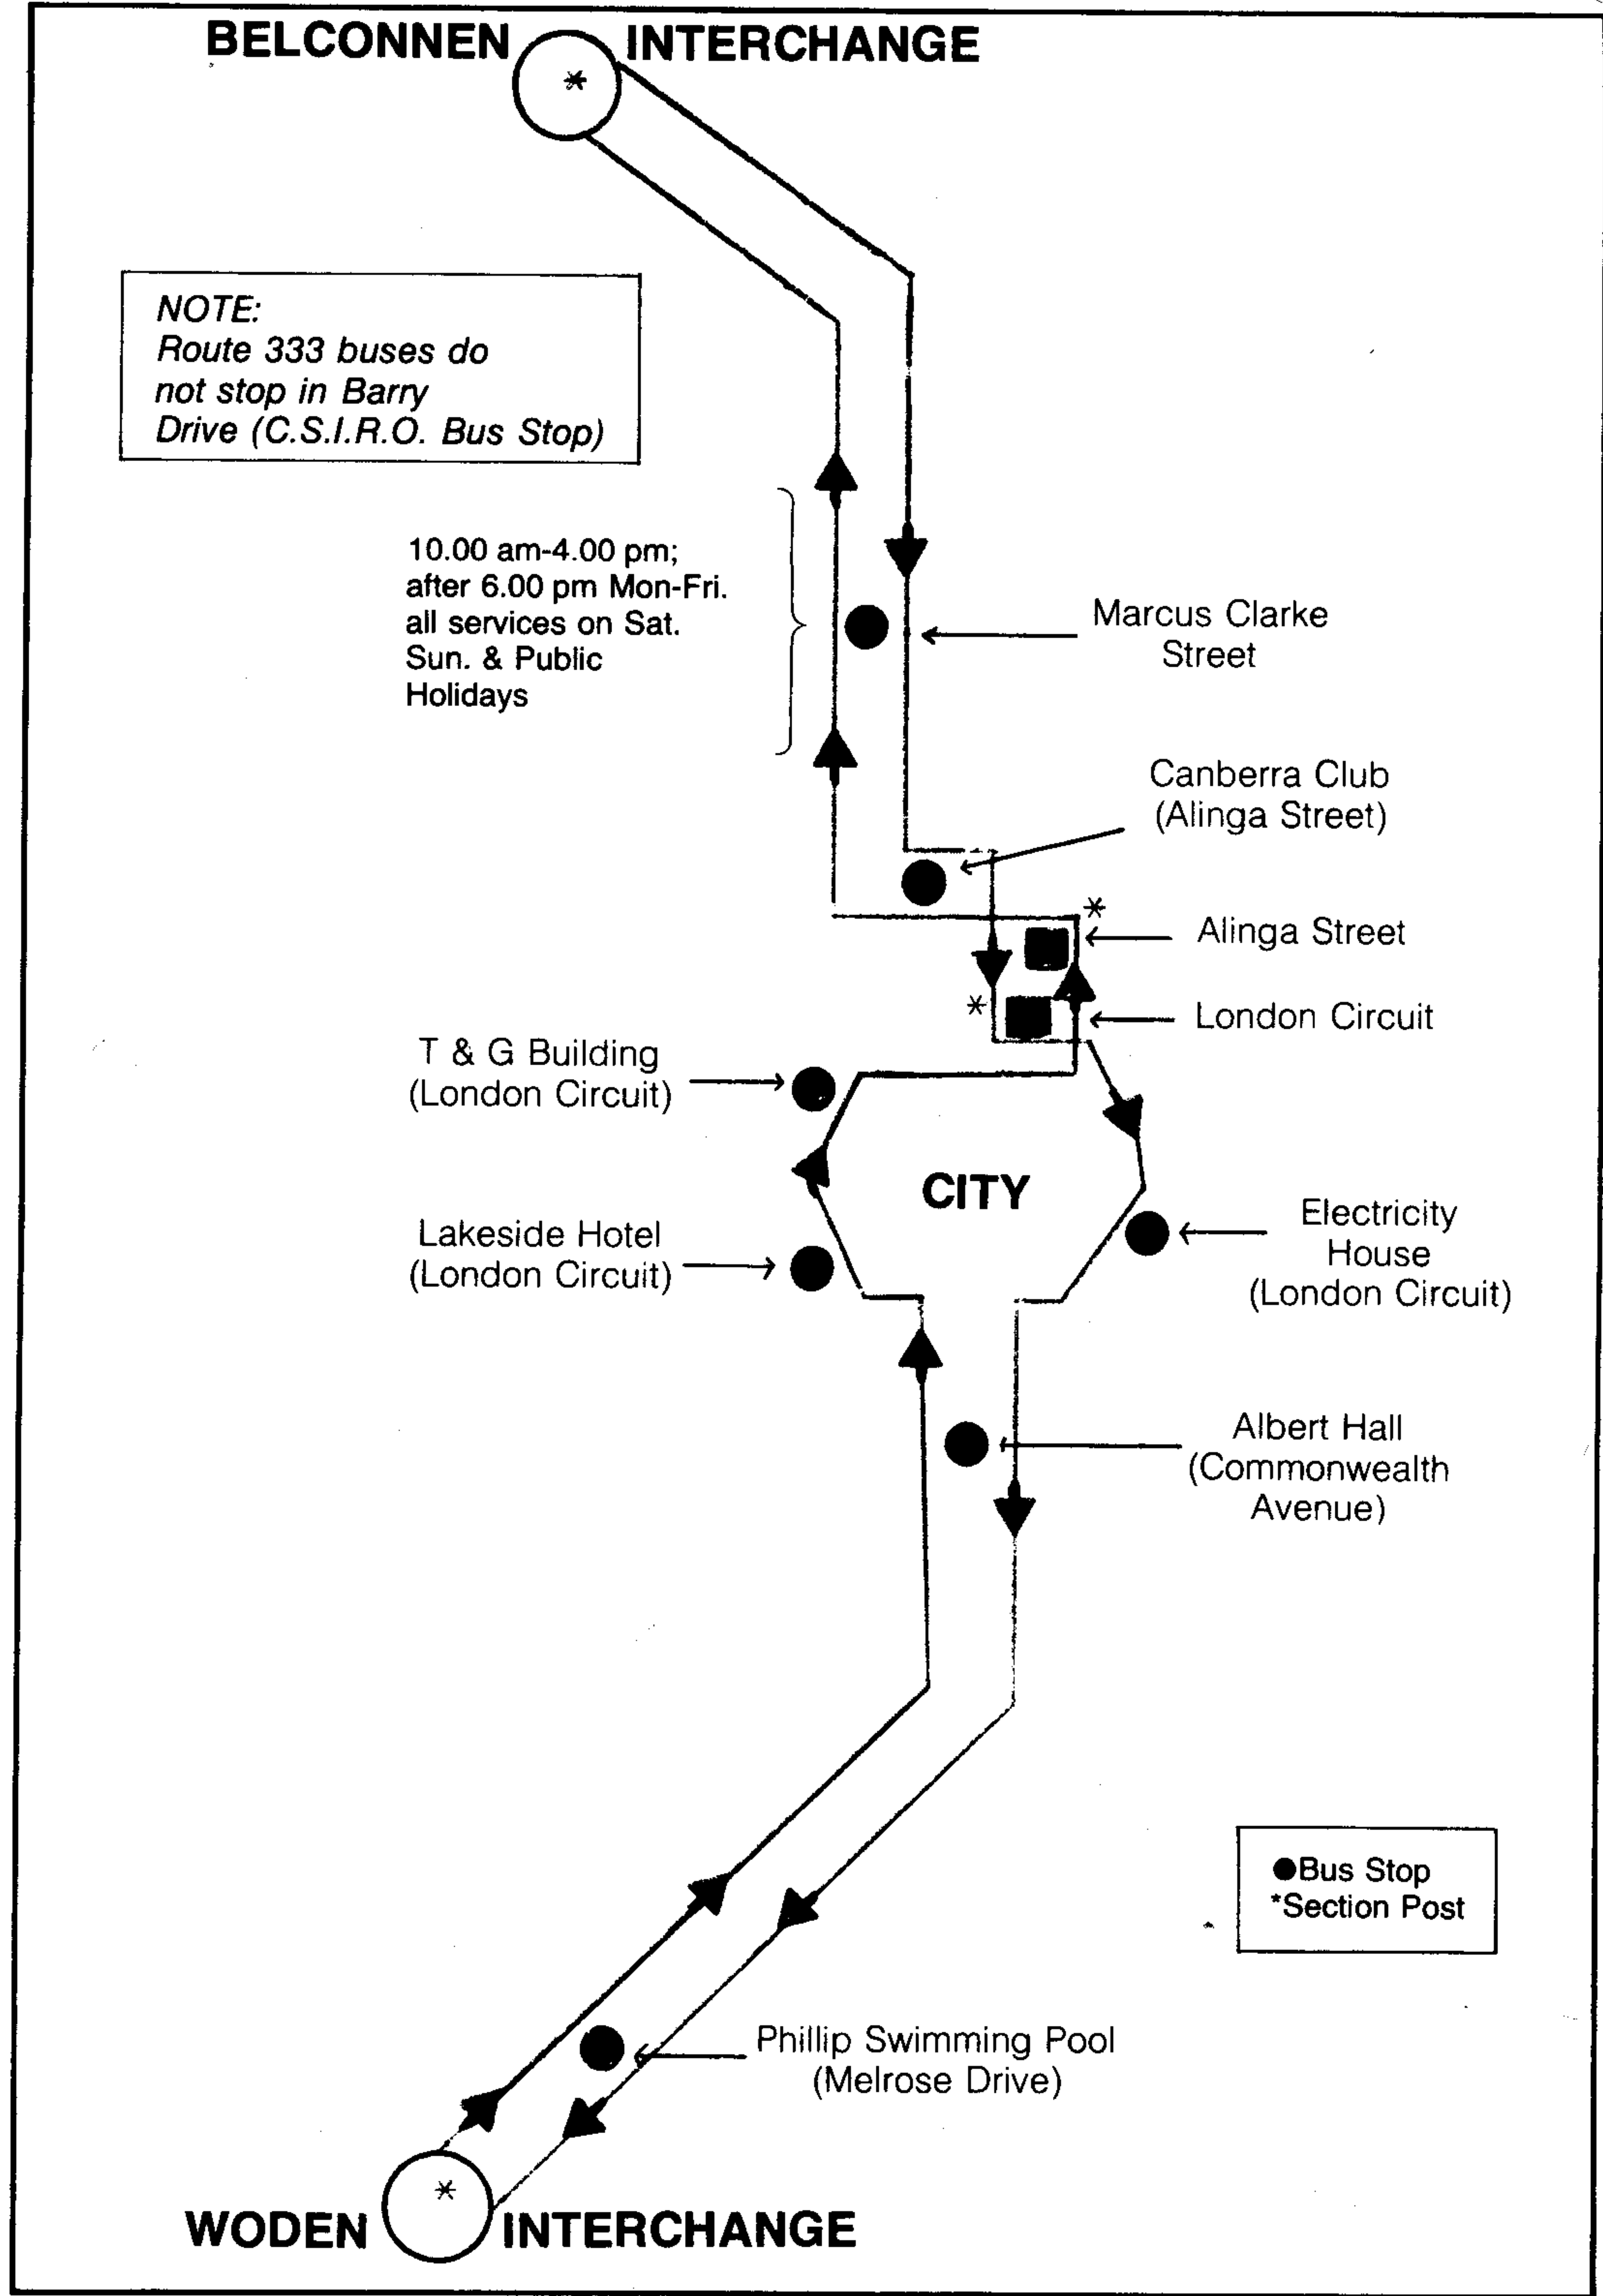 BELCONNEN INTERCHANGE
*
NOTE:
Route 333 buses do
not stop in Barry
Drive (C.S.I.R.O. Bus Stop)
10.00 am-4.00 pm;
after 6.00 pm Mon-Fri.
all services on Sat.
Sun. & Public
Holidays
Marcus Clarke
Street
Canberra Club
(Alinga Street)
*
Alinga Street
*
London Circuit
T & G Building
(London Circuit)
CITY
Lakeside Hotel
(London Circuit)
Electricity
House
(London Circuit)
Albert Hall
(Commonwealth
Avenue)
●Bus Stop
*Section Post
Phillip Swimming Pool
(Melrose Drive)
*
WODEN INTERCHANGE